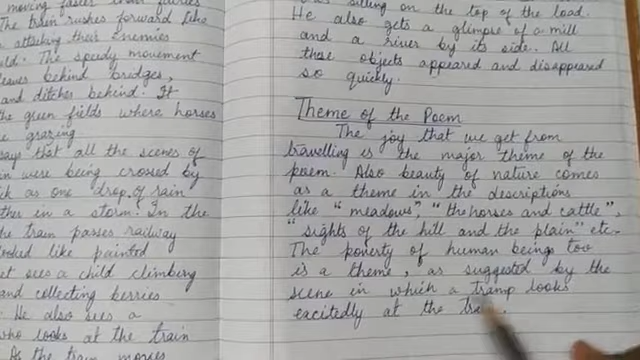 moving faster than fairies
The train rushes forward like
attacking their enemies
The speedy movement
leaves behind bridges,
and ditches behind. It
the green fields where horses
grazing
says that all the scenes of
were being crossed by
as one drop of rain
in a storm. In the
the train passes railway
looked like painted
sees a child climbing
and collecting berries
He also sees a
who looks at the train
As the train moves
sitting on the top of the load.
He also gets a glimpse of a mill
and a river by its side. All
these objects appeared and disappeared
so quickly.
Theme of the Poem
The joy that we get from
travelling is the major theme of the
poem. Also beauty of nature comes
as a theme in the descriptions
like "meadows", "the horses and cattle",
"sights of the hill and the plain" etc.
The poverty of human beings too
is a theme, as suggested by the
scene in which a tramp looks
excitedly at the